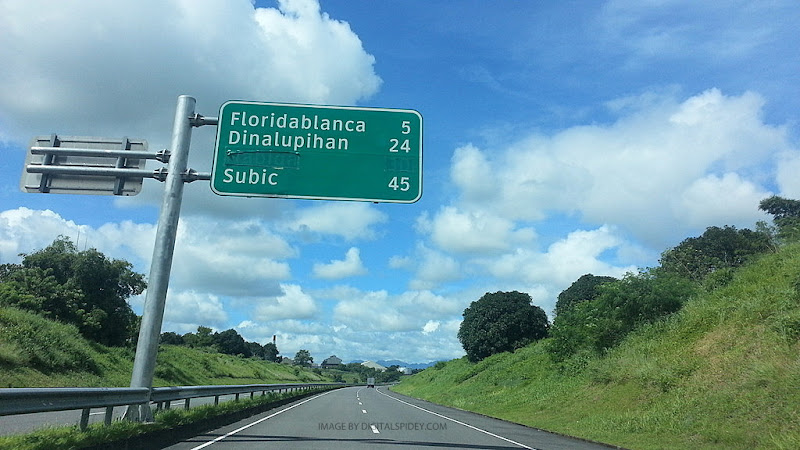 Floridablanca 5
Dinalupihan 24
Subic 45
IMAGE BY DIGITALSPIDEY.COM